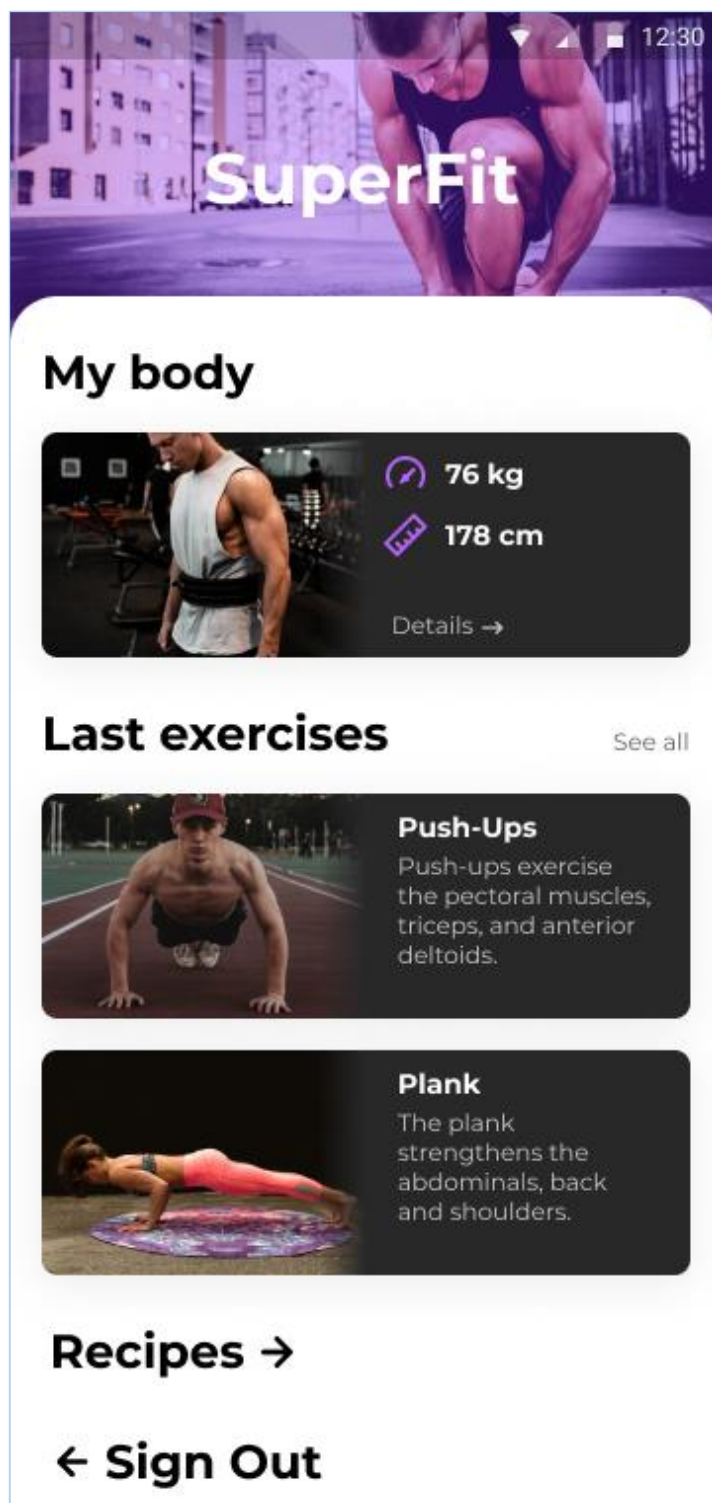 12:30
SuperFit
My body
76 kg
178 cm
Details →
Last exercises
See all
Push-Ups
Push-ups exercise
the pectoral muscles,
triceps, and anterior
deltoids.
Plank
The plank
strengthens the
abdominals, back
and shoulders.
Recipes →
← Sign Out